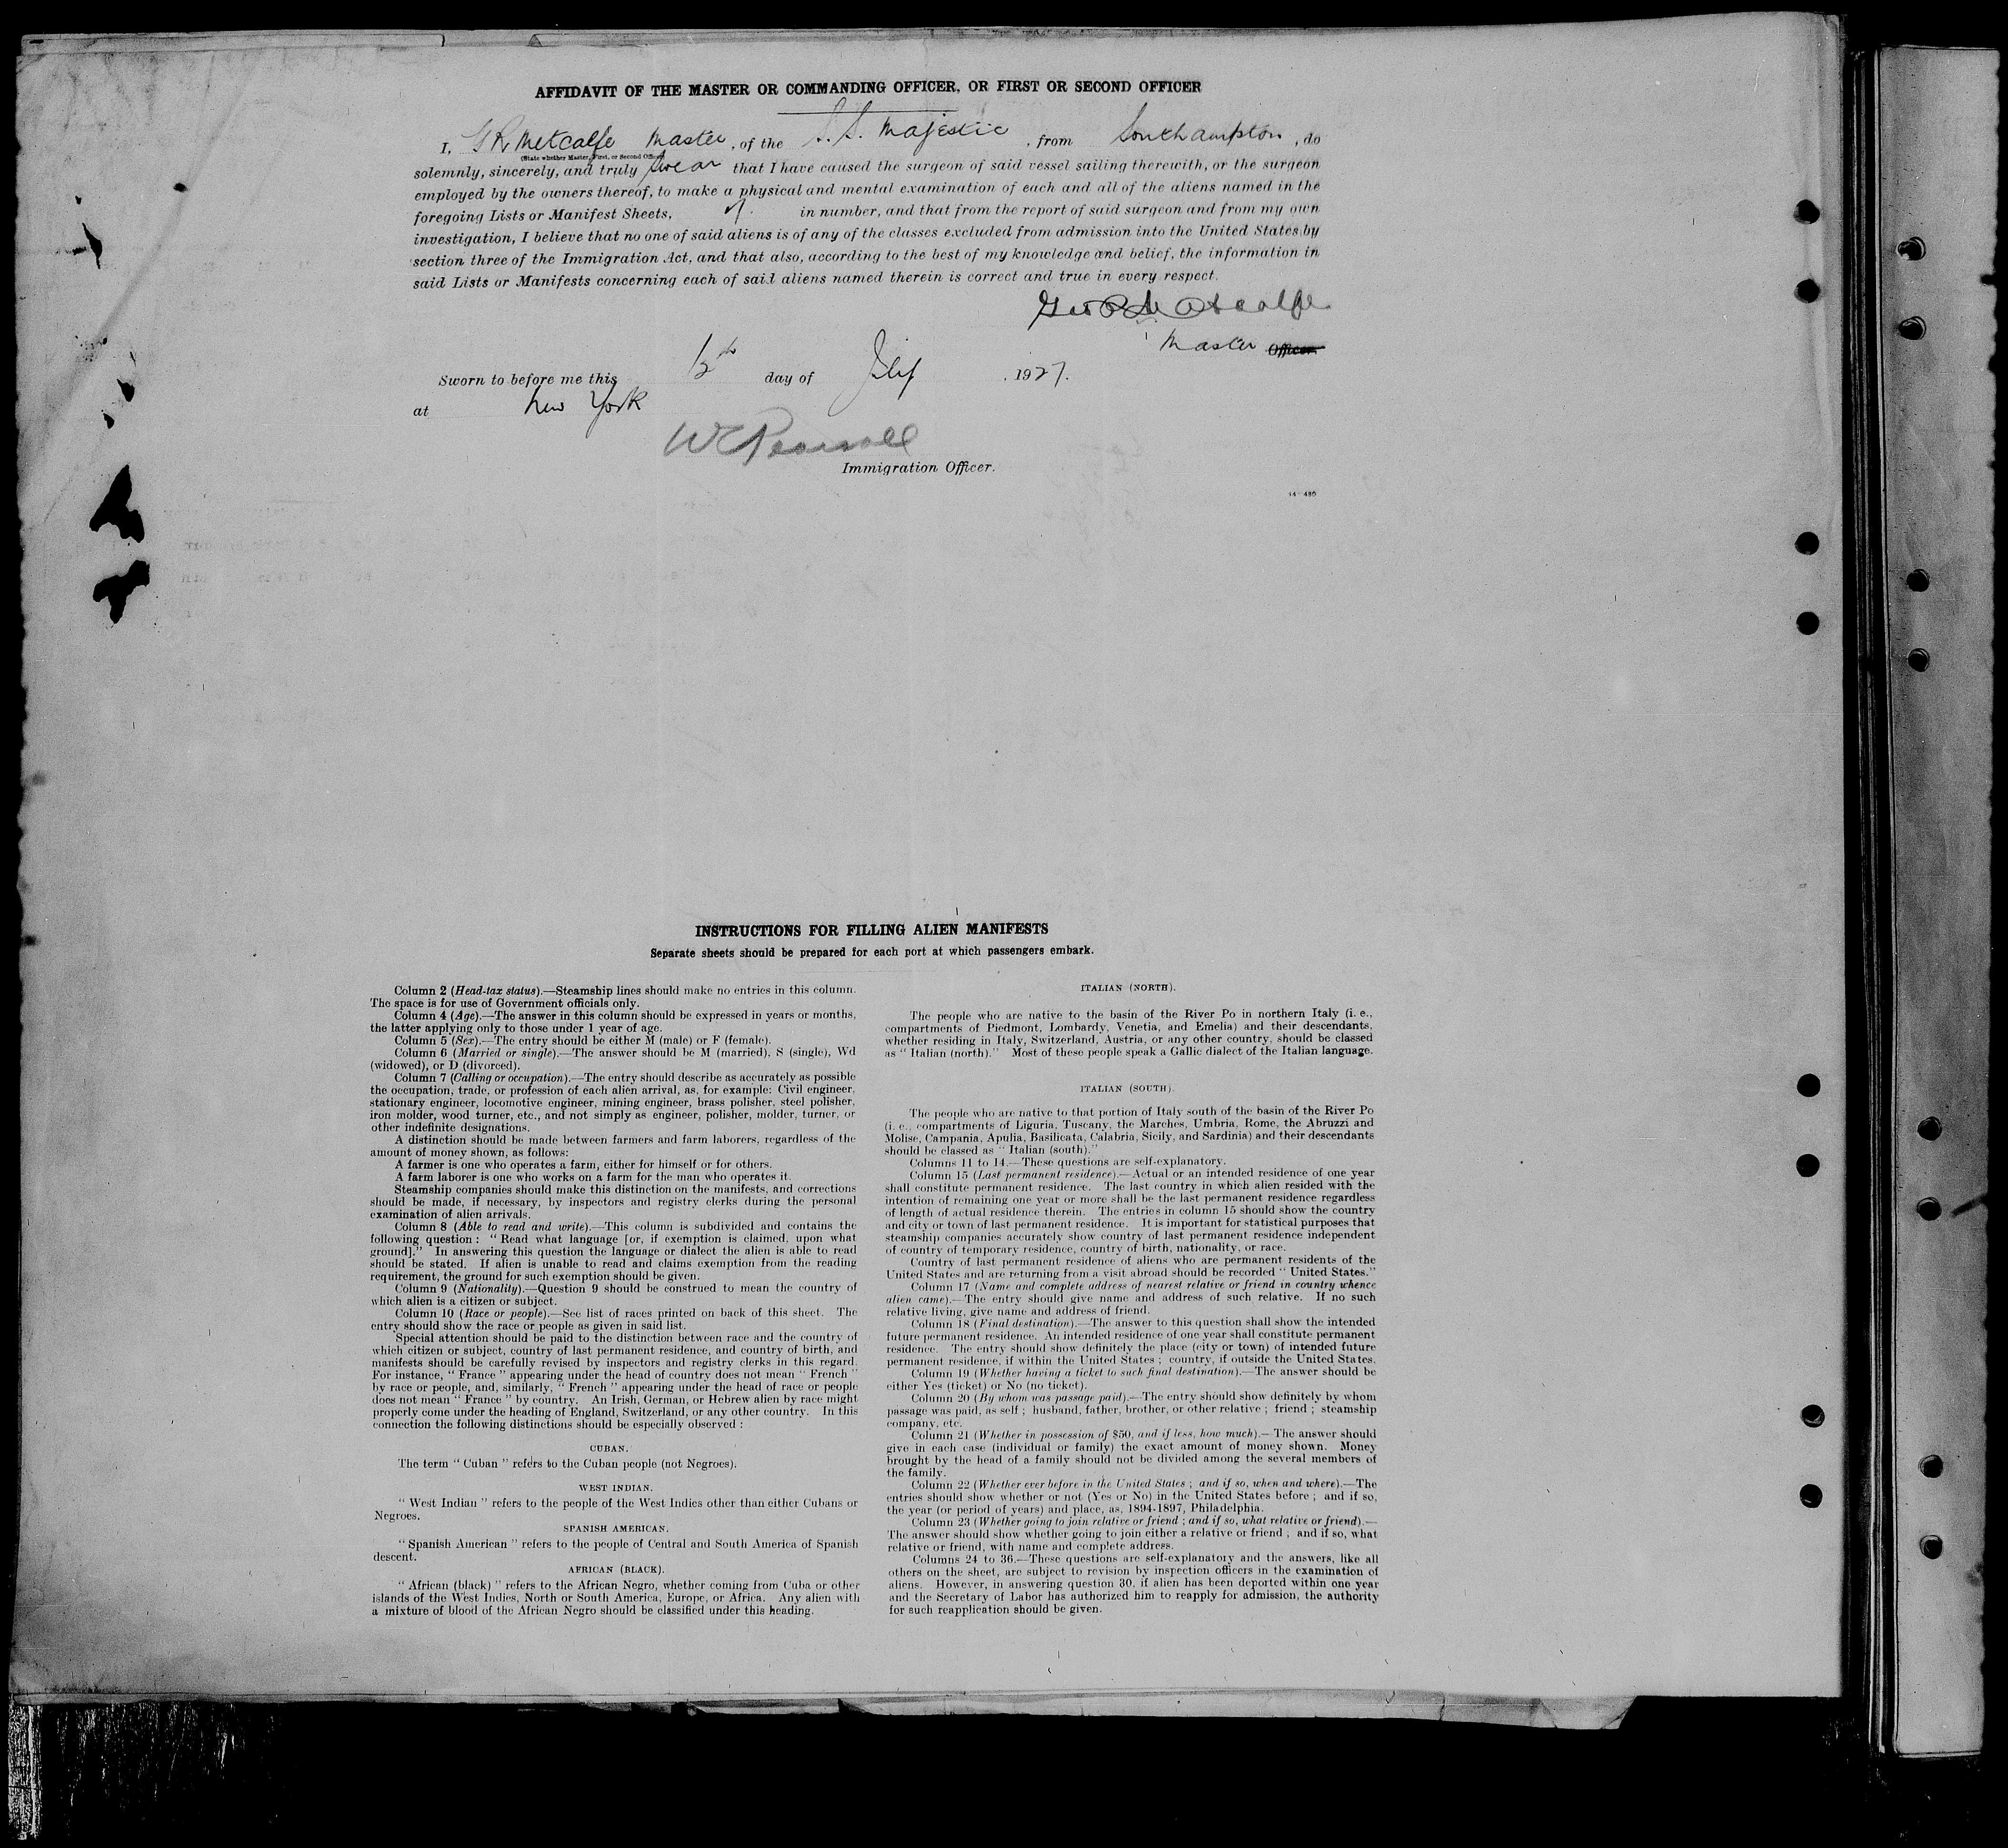 AFFIDAVIT OF THE MASTER OR COMMANDING OFFICER, OR FIRST OR SECOND OFFICER
I, G R Metcalfe Master, of the S. S. Majestic, from Southampton, do
(State whether Master, First, or Second Officer)
solemnly, sincerely, and truly swear that I have caused the surgeon of said vessel sailing therewith, or the surgeon
employed by the owners thereof, to make a physical and mental examination of each and all of the aliens named in the
foregoing Lists or Manifest Sheets, in number, and that from the report of said surgeon and from my own
investigation, I believe that no one of said aliens is of any of the classes excluded from admission into the United States by
section three of the Immigration Act, and that also, according to the best of my knowledge and belief, the information in
said Lists or Manifests concerning each of said aliens named therein is correct and true in every respect.
Geo R Metcalfe
Master Officer.
Sworn to before me this 12th day of July, 1927.
at New York
Immigration Officer.
14—430
INSTRUCTIONS FOR FILLING ALIEN MANIFESTS
Separate sheets should be prepared for each port at which passengers embark.
Column 2 (Head-tax status).—Steamship lines should make no entries in this column.
The space is for use of Government officials only.
Column 4 (Age).—The answer in this column should be expressed in years or months,
the latter applying only to those under 1 year of age.
Column 5 (Sex).—The entry should be either M (male) or F (female).
Column 6 (Married or single).—The answer should be M (married), S (single), Wd
(widowed), or D (divorced).
Column 7 (Calling or occupation).—The entry should describe as accurately as possible
the occupation, trade, or profession of each alien arrival, as, for example: Civil engineer,
stationary engineer, locomotive engineer, mining engineer, brass polisher, steel polisher,
iron molder, wood turner, etc., and not simply as engineer, polisher, molder, turner, or
other indefinite designations.
A distinction should be made between farmers and farm laborers, regardless of the
amount of money shown, as follows:
A farmer is one who operates a farm, either for himself or for others.
A farm laborer is one who works on a farm for the man who operates it.
Steamship companies should make this distinction on the manifests, and corrections
should be made, if necessary, by inspectors and registry clerks during the personal
examination of alien arrivals.
Column 8 (Able to read and write).—This column is subdivided and contains the
following question: "Read what language [or, if exemption is claimed, upon what
ground]." In answering this question the language or dialect the alien is able to read
should be stated. If alien is unable to read and claims exemption from the reading
requirement, the ground for such exemption should be given.
Column 9 (Nationality).—Question 9 should be construed to mean the country of
which alien is a citizen or subject.
Column 10 (Race or people).—See list of races printed on back of this sheet. The
entry should show the race or people as given in said list.
Special attention should be paid to the distinction between race and the country of
which citizen or subject, country of last permanent residence, and country of birth, and
manifests should be carefully revised by inspectors and registry clerks in this regard.
For instance, "France" appearing under the head of country does not mean "French"
by race or people, and, similarly, "French" appearing under the head of race or people
does not mean "France" by country. An Irish, German, or Hebrew alien by race might
properly come under the heading of England, Switzerland, or any other country. In this
connection the following distinctions should be especially observed:
CUBAN.
The term "Cuban" refers to the Cuban people (not Negroes).
WEST INDIAN.
"West Indian" refers to the people of the West Indies other than either Cubans or
Negroes.
SPANISH AMERICAN.
"Spanish American" refers to the people of Central and South America of Spanish
descent.
AFRICAN (BLACK).
"African (black)" refers to the African Negro, whether coming from Cuba or other
islands of the West Indies, North or South America, Europe, or Africa. Any alien with
a mixture of blood of the African Negro should be classified under this heading.
ITALIAN (NORTH).
The people who are native to the basin of the River Po in northern Italy (i. e.,
compartments of Piedmont, Lombardy, Venetia, and Emelia) and their descendants,
whether residing in Italy, Switzerland, Austria, or any other country, should be classed
as "Italian (north)." Most of these people speak a Gallic dialect of the Italian language.
ITALIAN (SOUTH).
The people who are native to that portion of Italy south of the basin of the River Po
(i. e., compartments of Liguria, Tuscany, the Marches, Umbria, Rome, the Abruzzi and
Molise, Campania, Apulia, Basilicata, Calabria, Sicily, and Sardinia) and their descendants
should be classed as "Italian (south)."
Columns 11 to 14.—These questions are self-explanatory.
Column 15 (Last permanent residence).—Actual or an intended residence of one year
shall constitute permanent residence. The last country in which alien resided with the
intention of remaining one year or more shall be the last permanent residence regardless
of length of actual residence therein. The entries in column 15 should show the country
and city or town of last permanent residence. It is important for statistical purposes that
steamship companies accurately show country of last permanent residence independent
of country of temporary residence, country of birth, nationality, or race.
Country of last permanent residence of aliens who are permanent residents of the
United States and are returning from a visit abroad should be recorded "United States."
Column 17 (Name and complete address of nearest relative or friend in country whence
alien came).—The entry should give name and address of such relative. If no such
relative living, give name and address of friend.
Column 18 (Final destination).—The answer to this question shall show the intended
future permanent residence. An intended residence of one year shall constitute permanent
residence. The entry should show definitely the place (city or town) of intended future
permanent residence, if within the United States; country, if outside the United States.
Column 19 (Whether having a ticket to such final destination).—The answer should be
either Yes (ticket) or No (no ticket).
Column 20 (By whom was passage paid).—The entry should show definitely by whom
passage was paid, as self; husband, father, brother, or other relative; friend; steamship
company, etc.
Column 21 (Whether in possession of $50, and if less, how much).—The answer should
give in each case (individual or family) the exact amount of money shown. Money
brought by the head of a family should not be divided among the several members of
the family.
Column 22 (Whether ever before in the United States; and if so, when and where).—The
entries should show whether or not (Yes or No) in the United States before; and if so,
the year (or period of years) and place, as, 1894-1897, Philadelphia.
Column 23 (Whether going to join relative or friend; and if so, what relative or friend).—
The answer should show whether going to join either a relative or friend; and if so, what
relative or friend, with name and complete address.
Columns 24 to 36.—These questions are self-explanatory and the answers, like all
others on the sheet, are subject to revision by inspection officers in the examination of
aliens. However, in answering question 30, if alien has been deported within one year
and the Secretary of Labor has authorized him to reapply for admission, the authority
for such reapplication should be given.